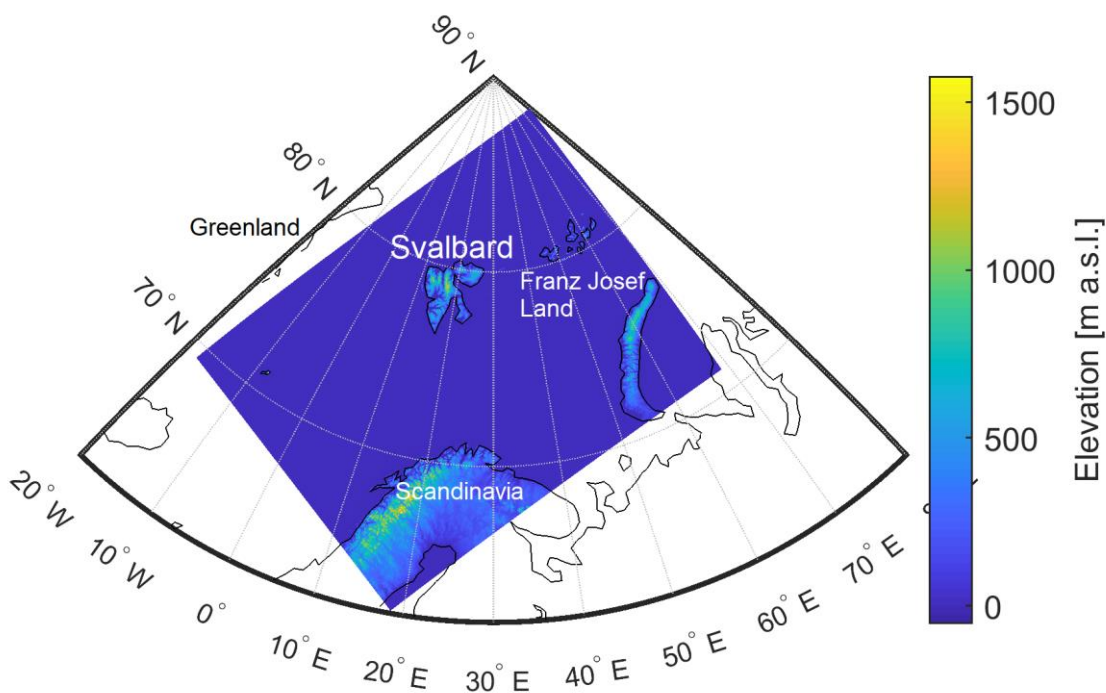 90° N
80° N
70° N
Greenland
Svalbard
Franz Josef
Land
Scandinavia
20° W
10° W
0°
10° E
20° E
30° E
40° E
50° E
60° E
70° E
1500
1000
500
0
Elevation [m a.s.l.]